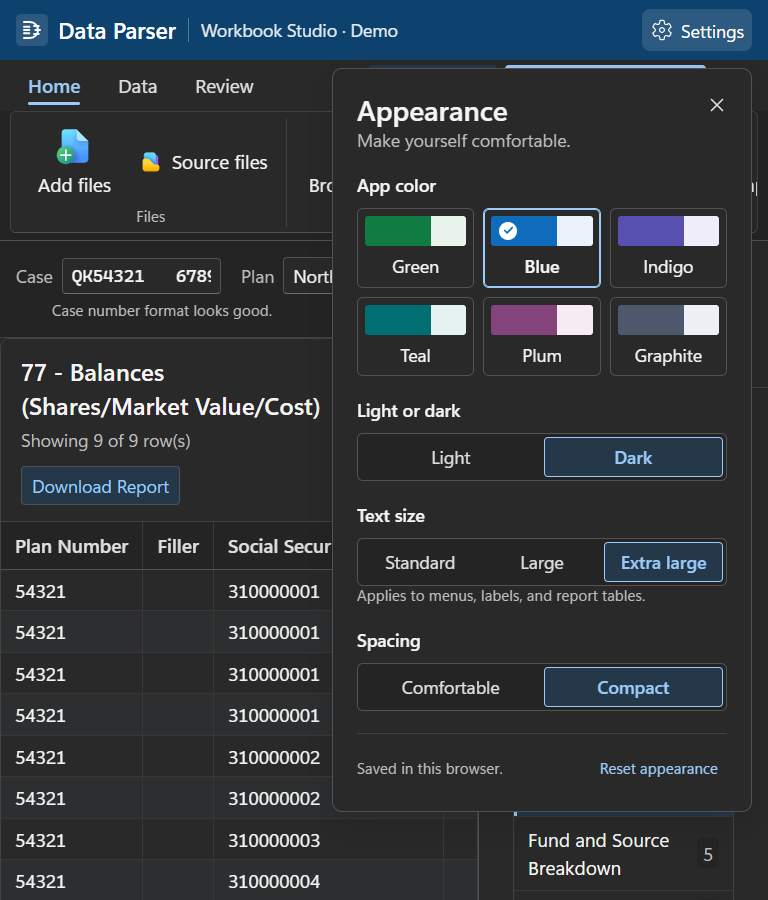 Data Parser
Workbook Studio · Demo
Settings
Home
Data
Review
Add files
Source files
Files
Case
QK54321
Plan
Case number format looks good.
77 - Balances
(Shares/Market Value/Cost)
Showing 9 of 9 row(s)
Download Report
Plan Number Filler Social Secur
54321 310000001
54321 310000001
54321 310000001
54321 310000001
54321 310000002
54321 310000002
54321 310000003
54321 310000004
Appearance
Make yourself comfortable.
App color
Green
Blue
Indigo
Teal
Plum
Graphite
Light or dark
Light
Dark
Text size
Standard
Large
Extra large
Applies to menus, labels, and report tables.
Spacing
Comfortable
Compact
Saved in this browser.
Reset appearance
Fund and Source
Breakdown
5